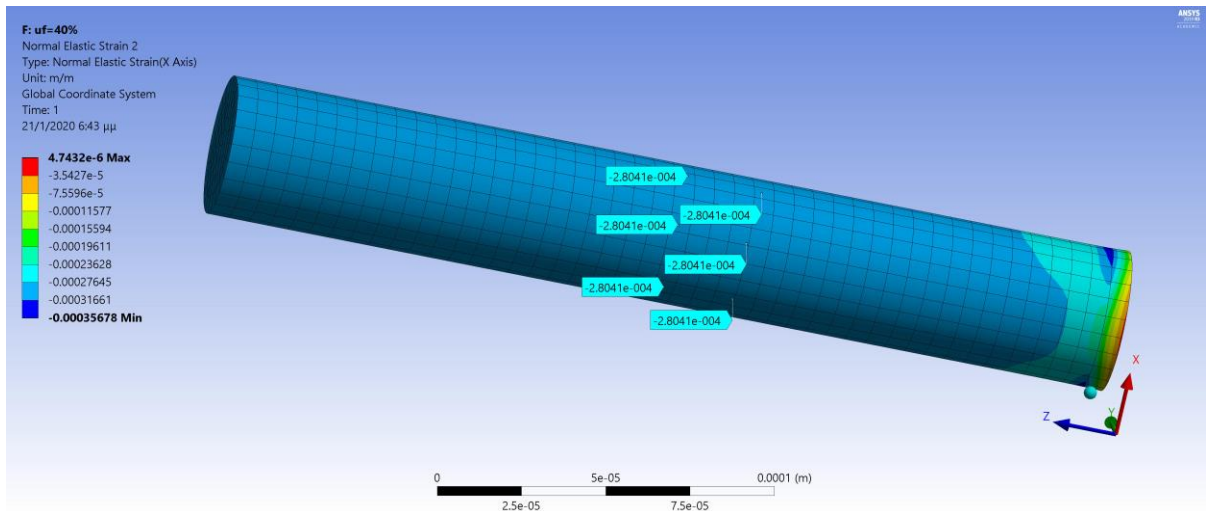 F: uf=40%
Normal Elastic Strain 2
Type: Normal Elastic Strain(X Axis)
Unit: m/m
Global Coordinate System
Time: 1
21/1/2020 6:43 μμ
4.7432e-6 Max
-3.5427e-5
-7.5596e-5
-0.00011577
-0.00015594
-0.00019611
-0.00023628
-0.00027645
-0.00031661
-0.00035678 Min
ANSYS
-2.8041e-004
-2.8041e-004
-2.8041e-004
-2.8041e-004
-2.8041e-004
-2.8041e-004
X
Y
Z
0 5e-05 0.0001 (m)
2.5e-05 7.5e-05